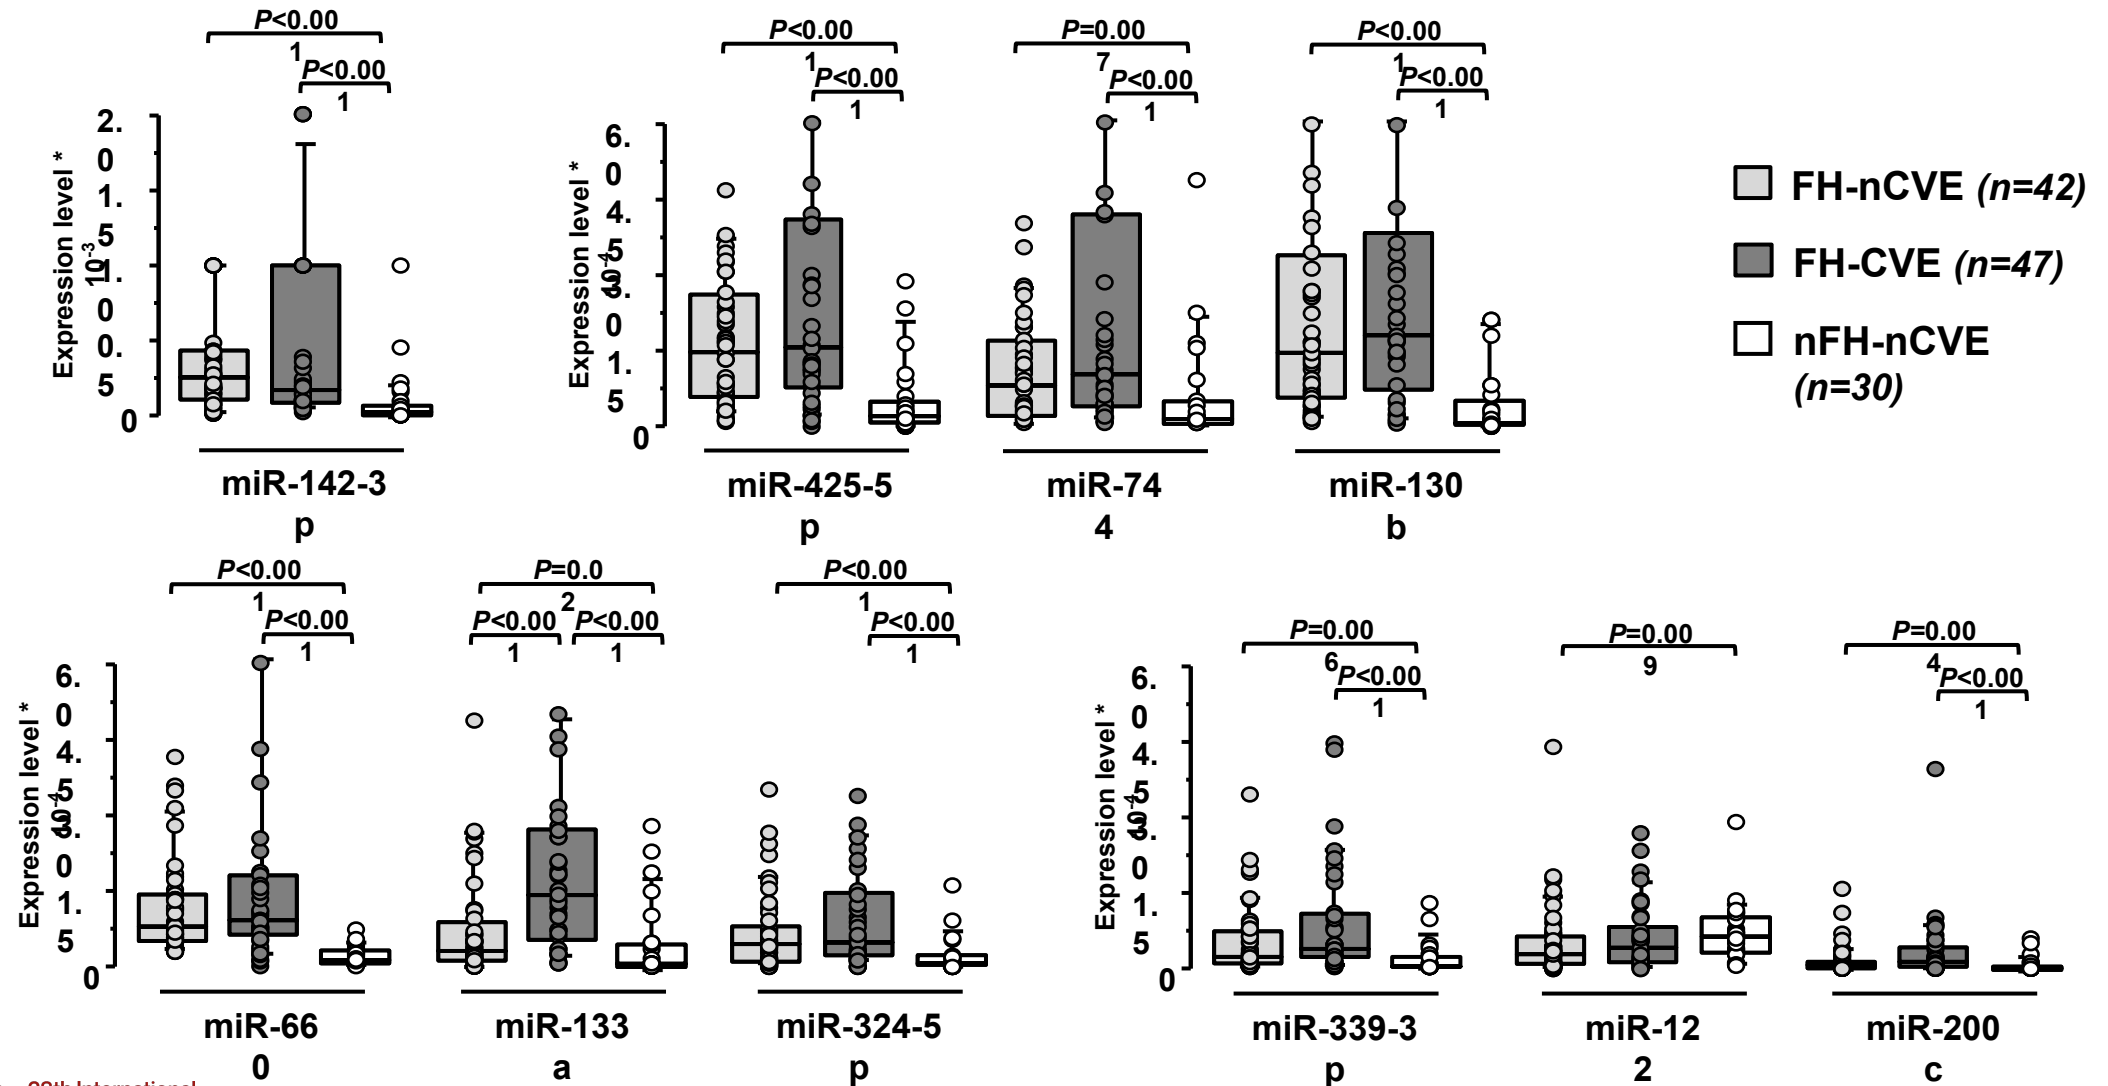 P<0.00
1
P<0.00
1
2.
0
1.
5
1.
0
0.
5
0
Expression level *
10-3
miR-142-3
p
P<0.00
1
P<0.00
1
P=0.00
7
P<0.00
1
P<0.00
1
P<0.00
1
6.
0
4.
5
3.
0
1.
5
0
Expression level *
10-4
miR-425-5
p
miR-74
4
miR-130
b
FH-nCVE (n=42)
FH-CVE (n=47)
nFH-nCVE
(n=30)
P<0.00
1
P<0.00
1
P=0.0
2
P<0.00
1
P<0.00
1
P<0.00
1
P<0.00
1
6.
0
4.
5
3.
0
1.
5
0
Expression level *
10-4
miR-66
0
miR-133
a
miR-324-5
p
P=0.00
6
P<0.00
1
P=0.00
9
P=0.00
4
P<0.00
1
6.
0
4.
5
3.
0
1.
5
0
Expression level *
10-4
miR-339-3
p
miR-12
2
miR-200
c